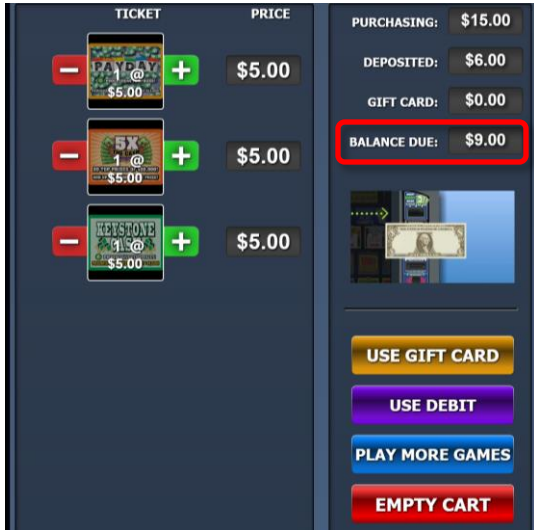 TICKET PRICE
PAYDAY
1 @
$5.00
$5.00
5X
1 @
$5.00
$5.00
KEYSTONE
CA$H
1 @
$5.00
$5.00
PURCHASING: $15.00
DEPOSITED: $6.00
GIFT CARD: $0.00
BALANCE DUE: $9.00
USE GIFT CARD
USE DEBIT
PLAY MORE GAMES
EMPTY CART